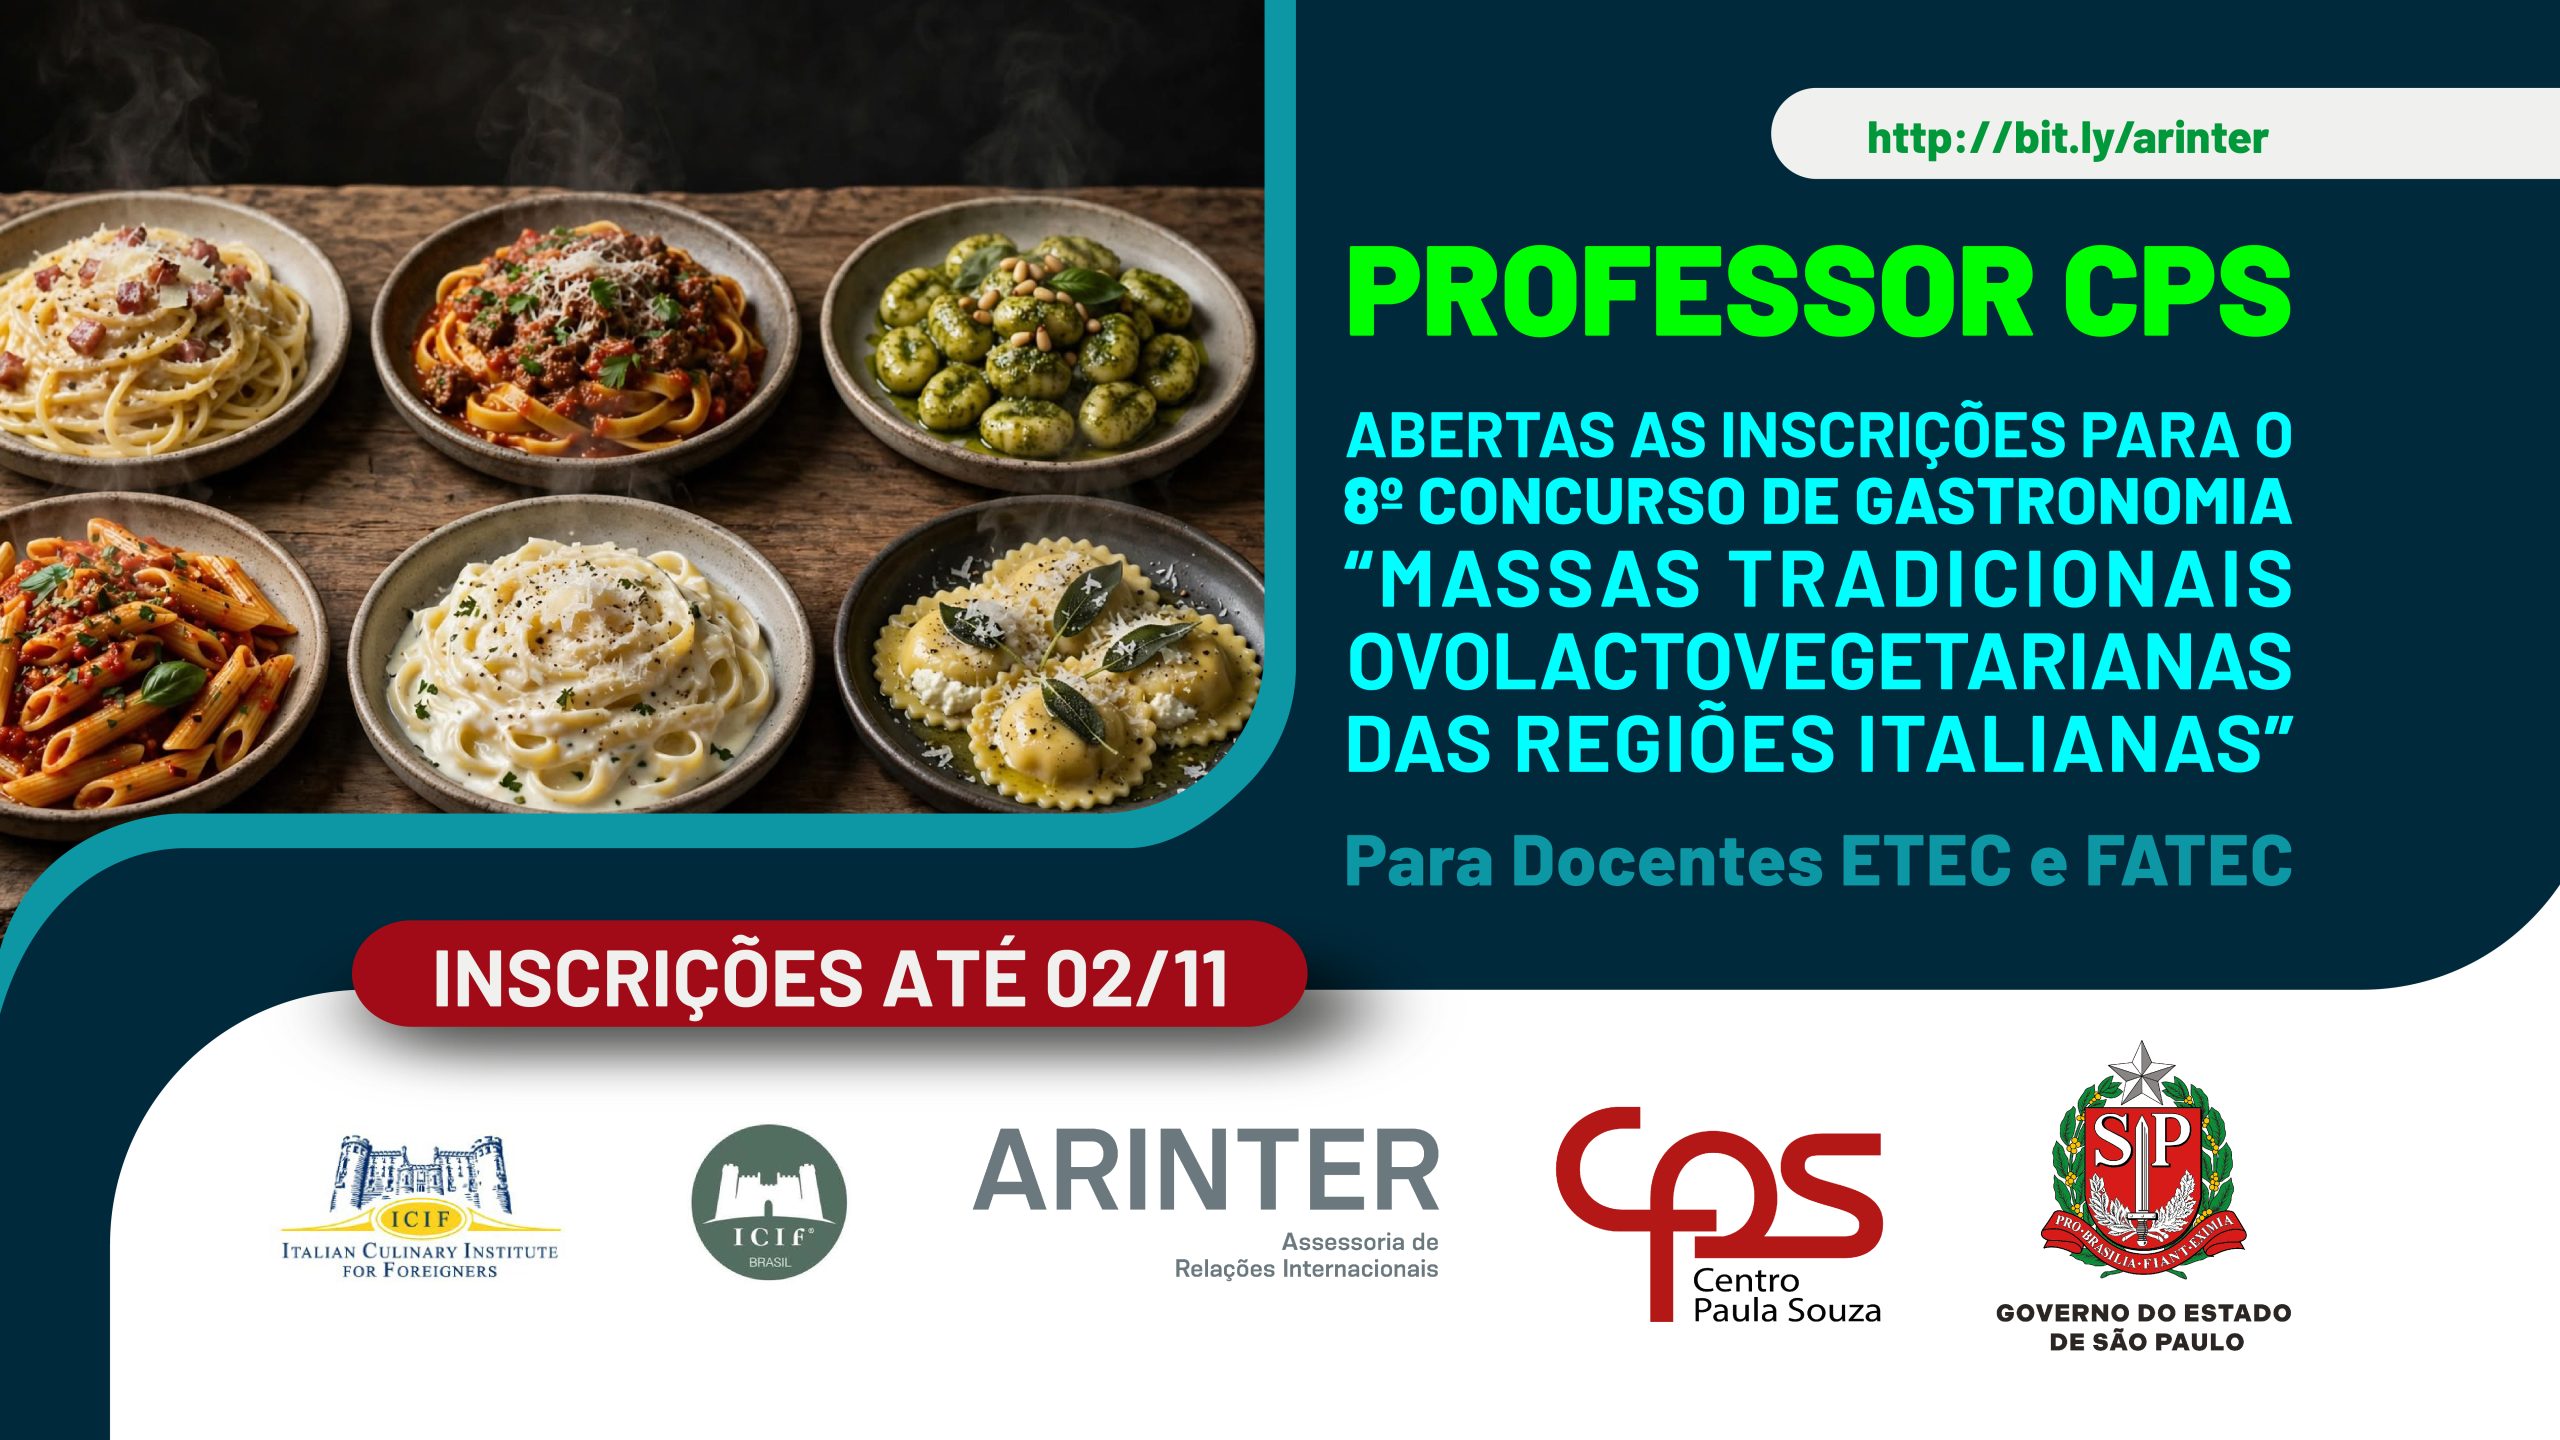 http://bit.ly/arinter
PROFESSOR CPS
ABERTAS AS INSCRIÇÕES PARA O
8º CONCURSO DE GASTRONOMIA
“MASSAS TRADICIONAIS
OVOLACTOVEGETARIANAS
DAS REGIÕES ITALIANAS”
Para Docentes ETEC e FATEC
INSCRIÇÕES ATÉ 02/11
ICIF
ITALIAN CULINARY INSTITUTE
FOR FOREIGNERS
ICIF®
BRASIL
ARINTER
Assessoria de
Relações Internacionais
cps
Centro
Paula Souza
SP
PRO·BRASILIA·FIANT·EXIMIA
GOVERNO DO ESTADO
DE SÃO PAULO